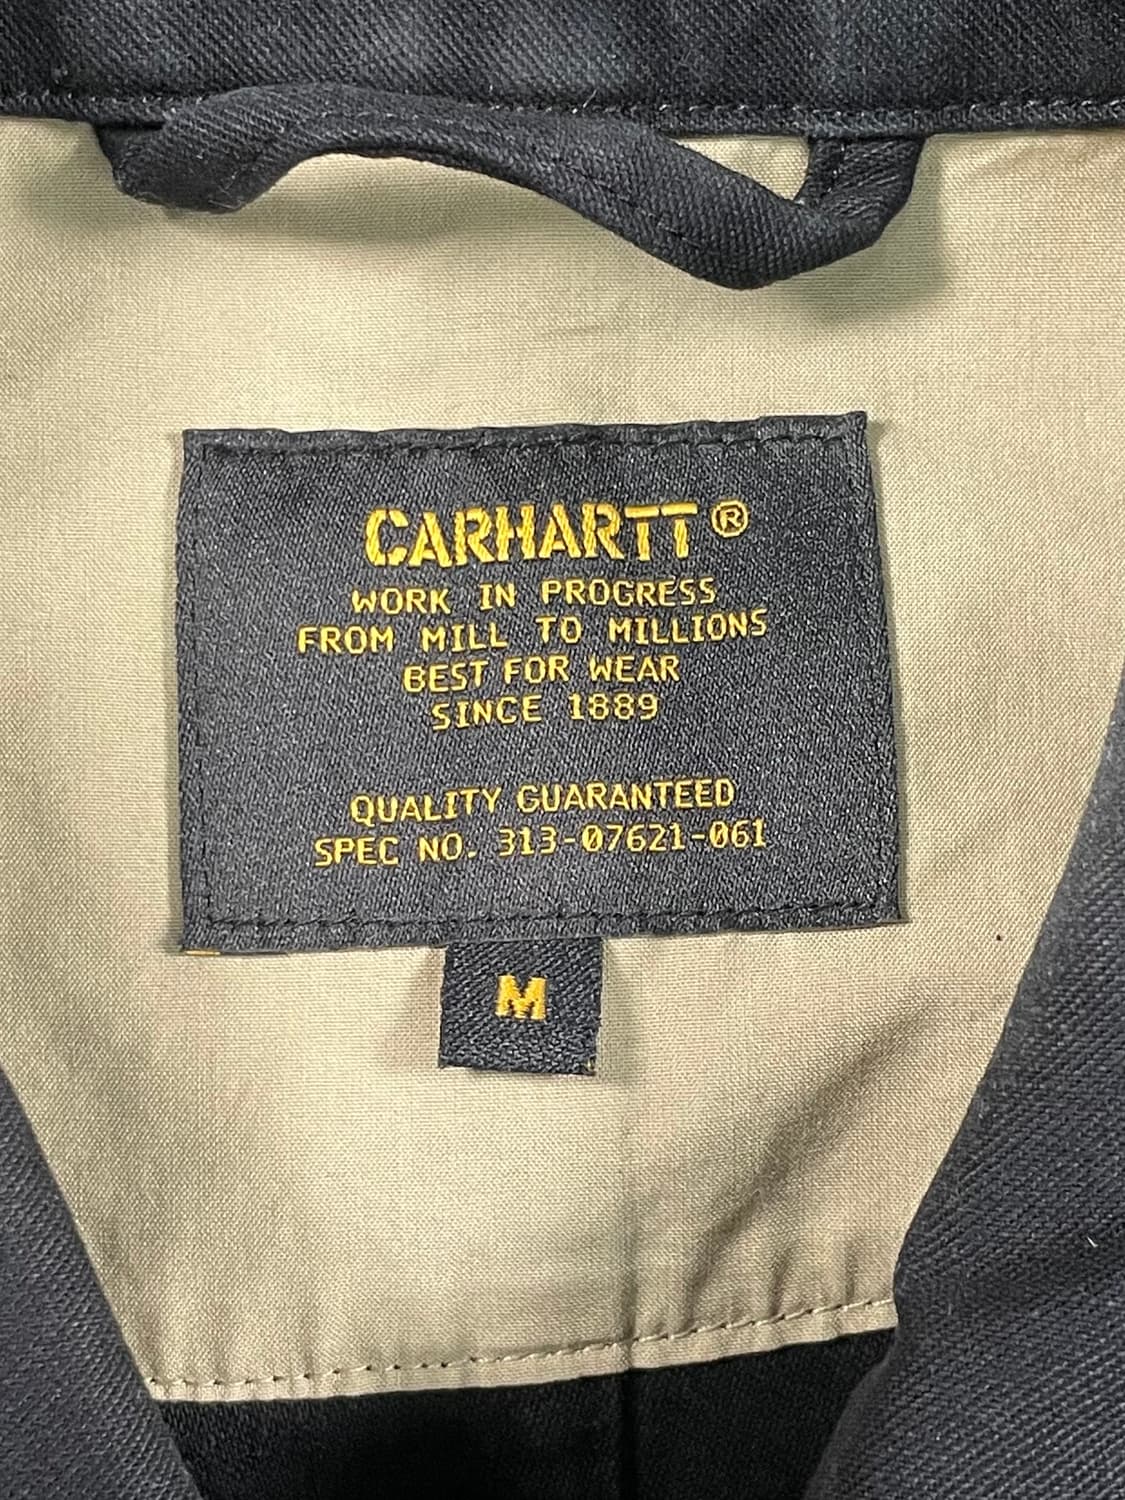 CARHARTT®
WORK IN PROGRESS
FROM MILL TO MILLIONS
BEST FOR WEAR
SINCE 1889
QUALITY GUARANTEED
SPEC NO. 313-07621-061
M